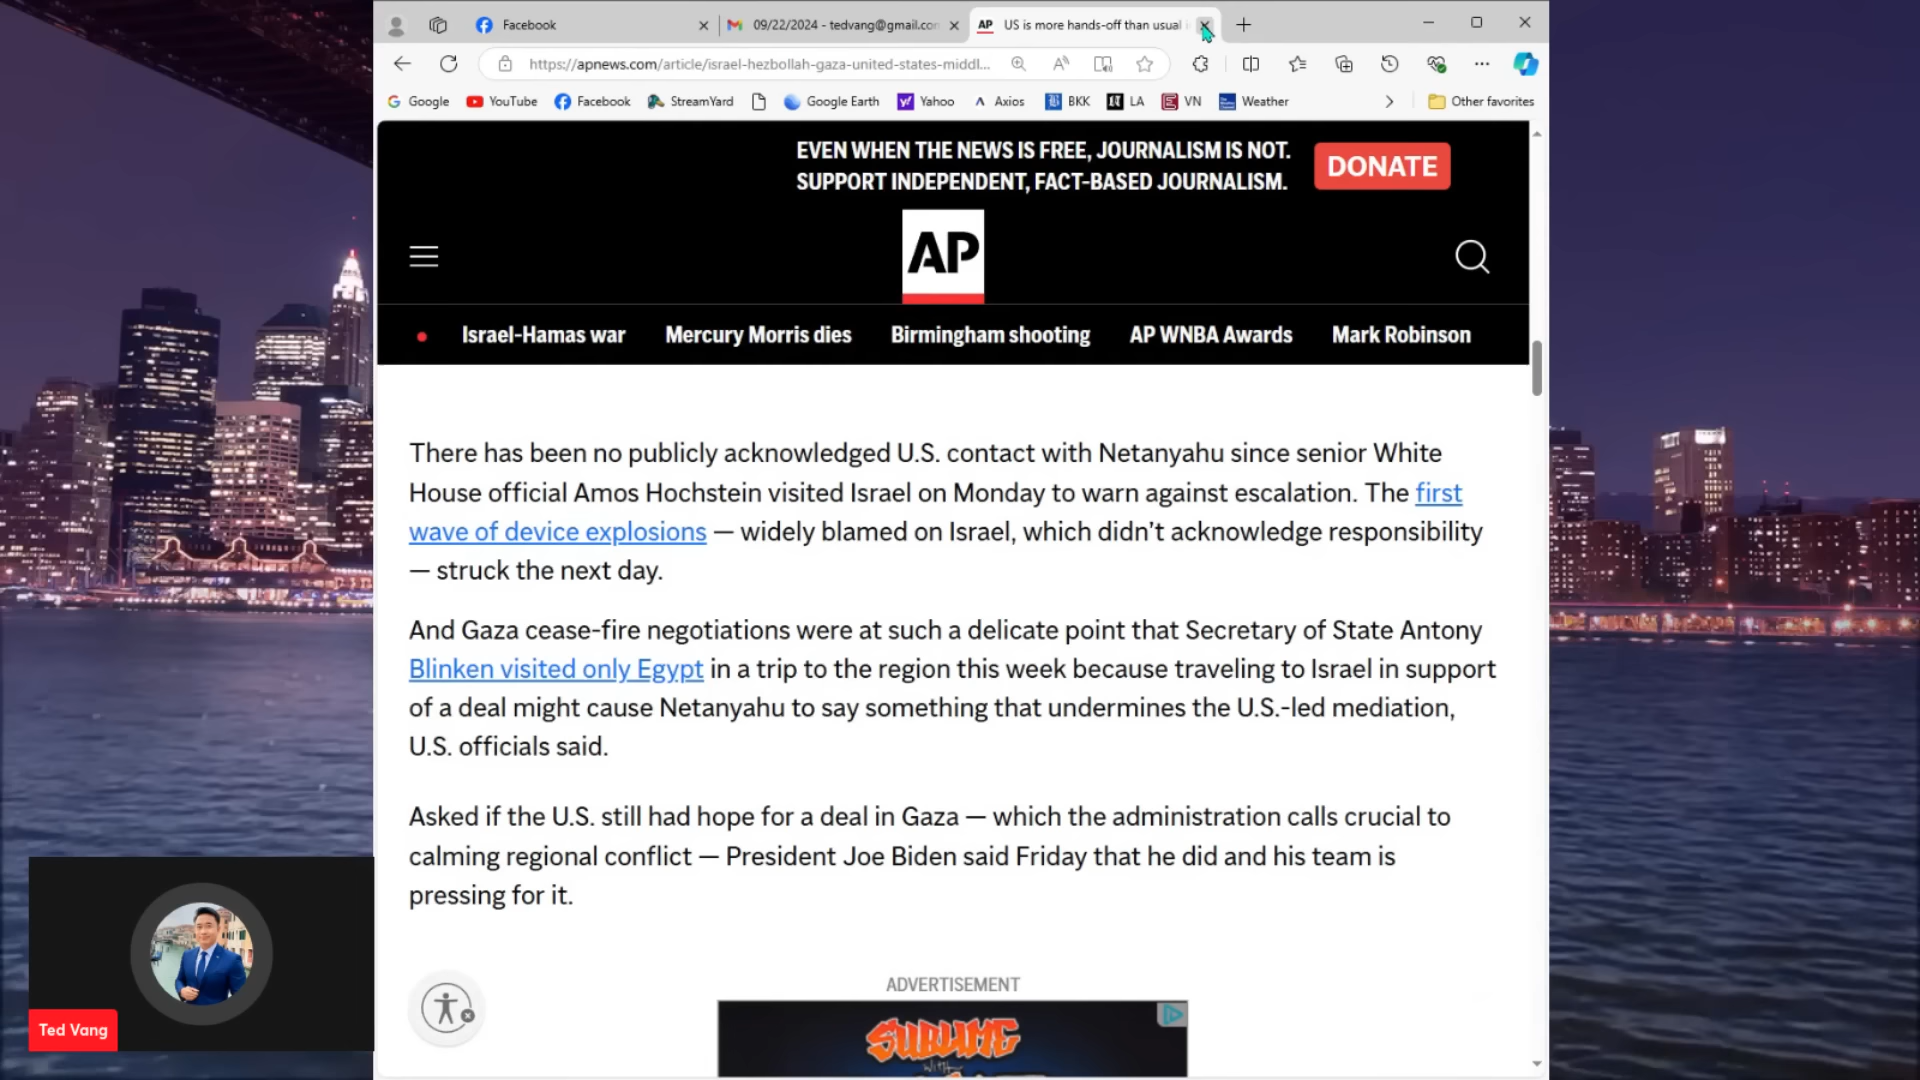 Facebook
09/22/2024 - tedvang@gmail.con
AP US is more hands-off than usual
https://apnews.com/article/israel-hezbollah-gaza-united-states-middl...
Google YouTube Facebook StreamYard Google Earth Yahoo Axios BKK LA VN Weather Other favorites
EVEN WHEN THE NEWS IS FREE, JOURNALISM IS NOT.
SUPPORT INDEPENDENT, FACT-BASED JOURNALISM.
DONATE
AP
Israel-Hamas war Mercury Morris dies Birmingham shooting AP WNBA Awards Mark Robinson
There has been no publicly acknowledged U.S. contact with Netanyahu since senior White
House official Amos Hochstein visited Israel on Monday to warn against escalation. The first
wave of device explosions — widely blamed on Israel, which didn’t acknowledge responsibility
— struck the next day.
And Gaza cease-fire negotiations were at such a delicate point that Secretary of State Antony
Blinken visited only Egypt in a trip to the region this week because traveling to Israel in support
of a deal might cause Netanyahu to say something that undermines the U.S.-led mediation,
U.S. officials said.
Asked if the U.S. still had hope for a deal in Gaza — which the administration calls crucial to
calming regional conflict — President Joe Biden said Friday that he did and his team is
pressing for it.
ADVERTISEMENT
SUBLIME
with
Ted Vang